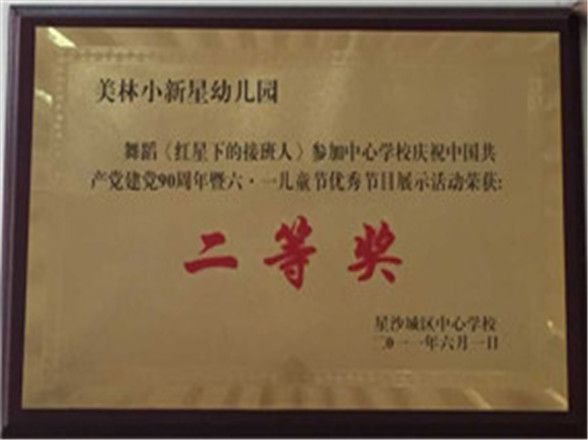 美林小新星幼儿园
舞蹈〈红星下的接班人〉参加中心学校庆祝中国共
产党建党90周年暨六·一儿童节优秀节目展示活动荣获:
二等奖
星沙城区中心学校
二0一一年六月一日